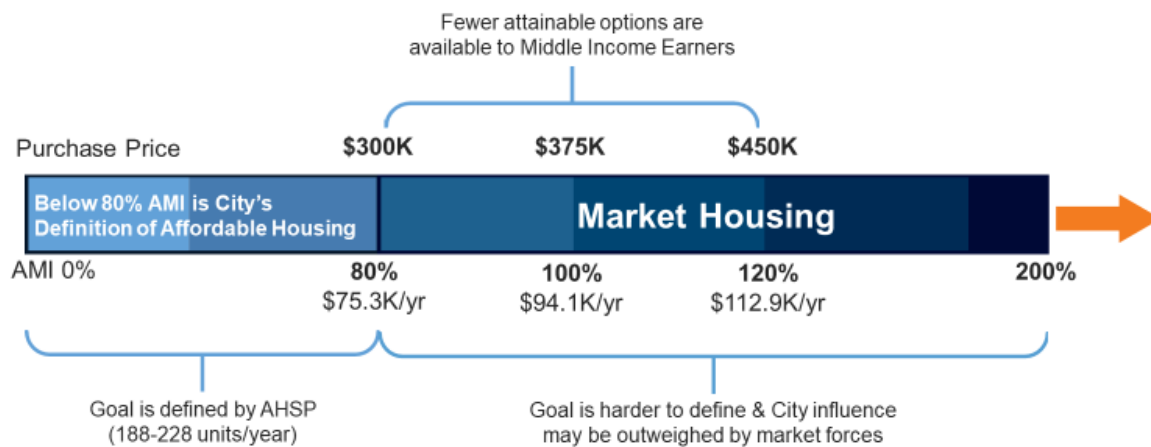 Fewer attainable options are
available to Middle Income Earners
Purchase Price
$300K
$375K
$450K
Below 80% AMI is City's
Definition of Affordable Housing
Market Housing
AMI 0%
80%
100%
120%
200%
$75.3K/yr
$94.1K/yr
$112.9K/yr
Goal is defined by AHSP
(188-228 units/year)
Goal is harder to define & City influence
may be outweighed by market forces